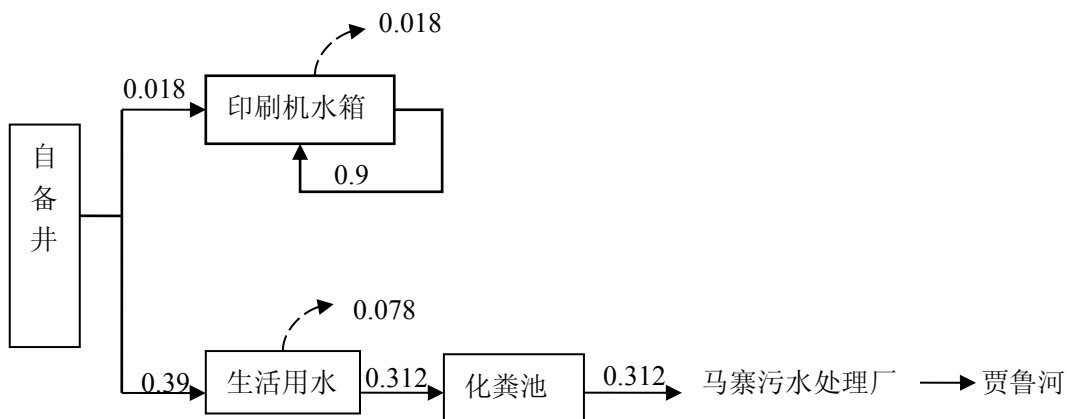 0.018
0.018
印刷机水箱
自
备
井
0.9
0.078
0.39
生活用水
0.312
化粪池
0.312
马寨污水处理厂
贾鲁河